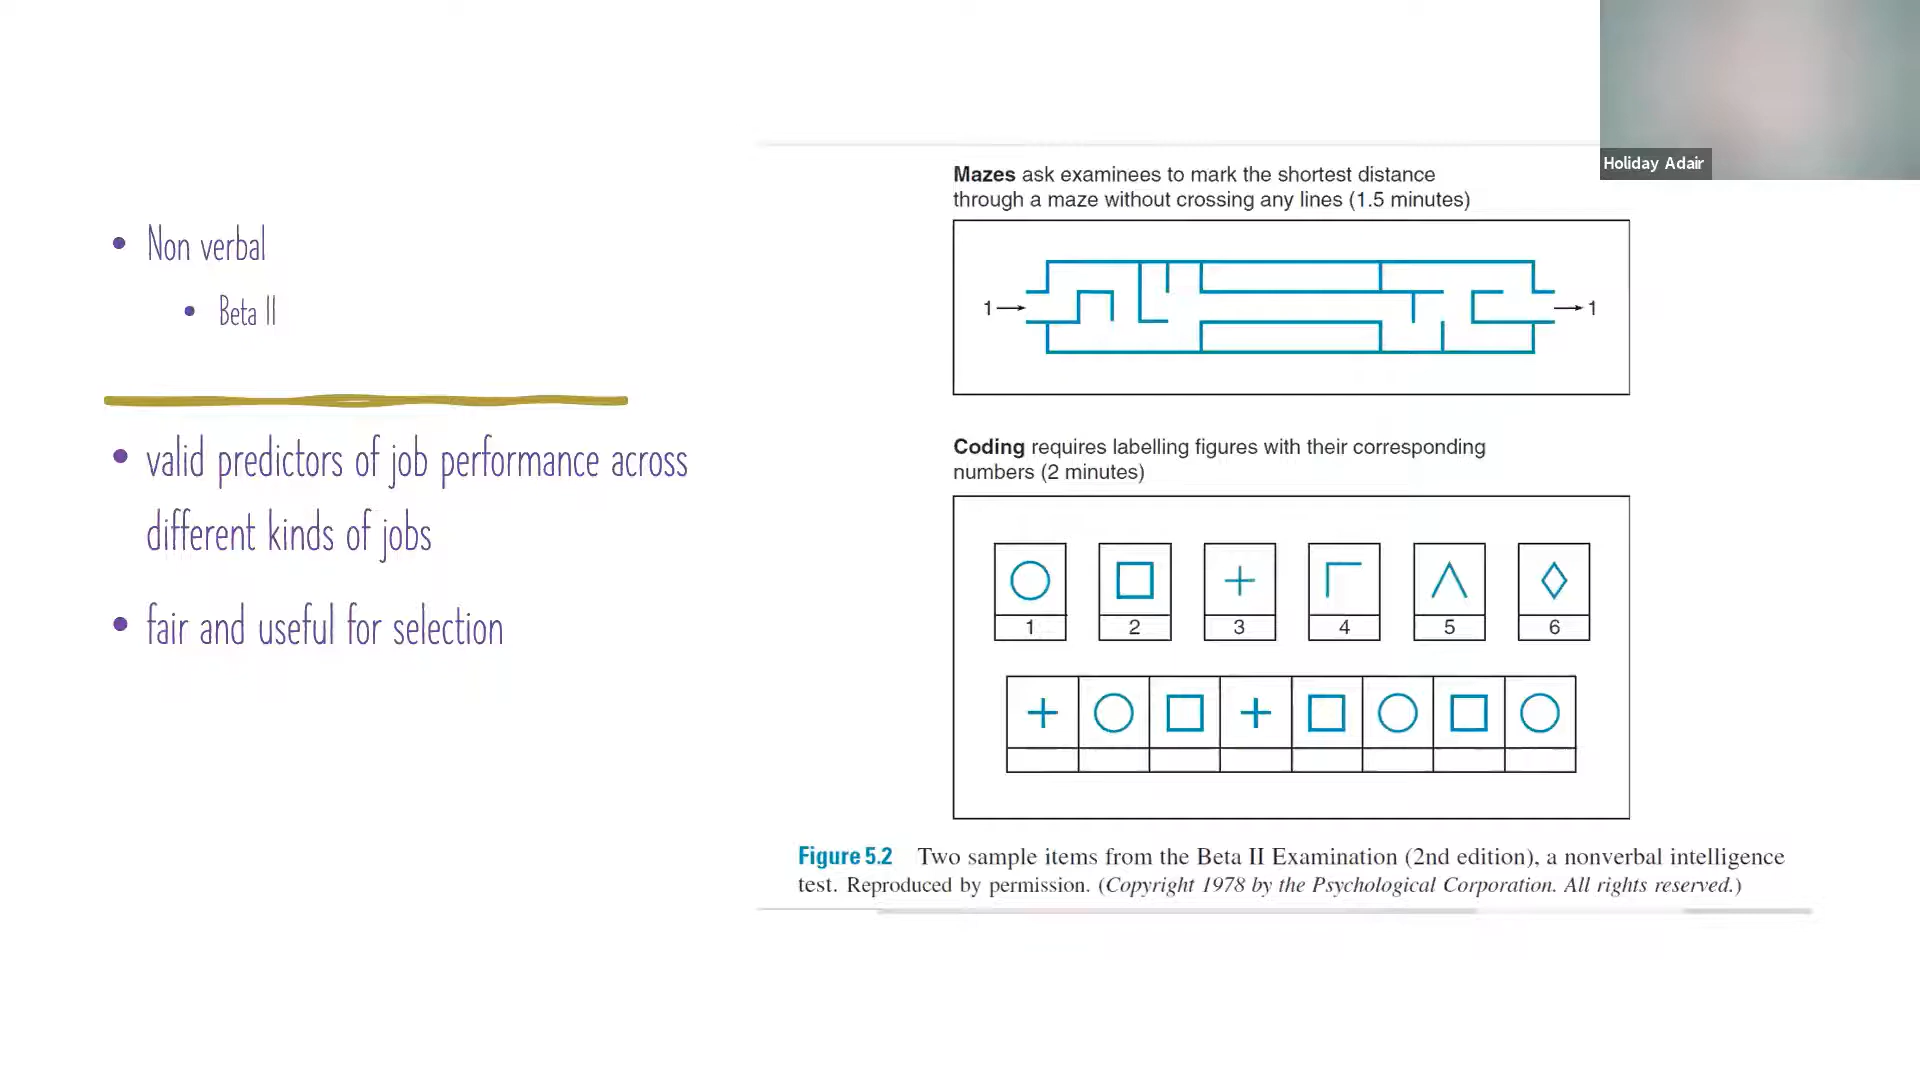 Holiday Adair
• Non verbal
• Beta II
• valid predictors of job performance across
different kinds of jobs
• fair and useful for selection
Mazes ask examinees to mark the shortest distance
through a maze without crossing any lines (1.5 minutes)
1 → → 1
Coding requires labelling figures with their corresponding
numbers (2 minutes)
1 2 3 4 5 6
Figure 5.2 Two sample items from the Beta II Examination (2nd edition), a nonverbal intelligence
test. Reproduced by permission. (Copyright 1978 by the Psychological Corporation. All rights reserved.)